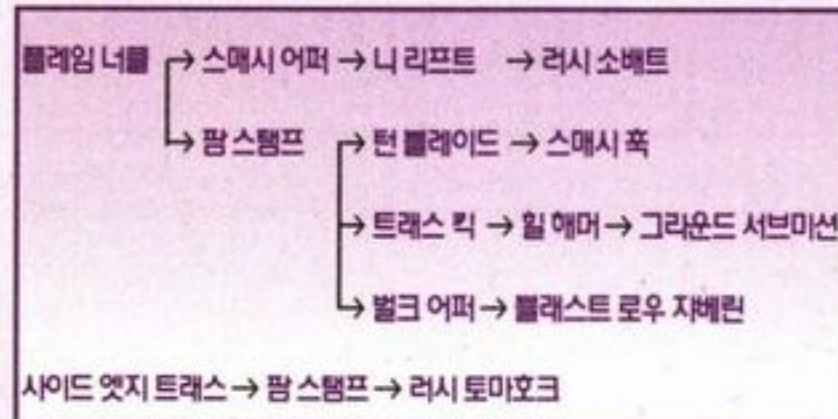 플레임 너클 → 스매시 어퍼 → 니 리프트 → 러시 소배트
→ 팜 스탬프 → 턴 블레이드 → 스매시 훅
→ 트래스 킥 → 힐 해머 → 그라운드 서브미션
→ 벌크 어퍼 → 블래스트 로우 쟈베린
사이드 엣지 트래스 → 팜 스탬프 → 러시 토마호크